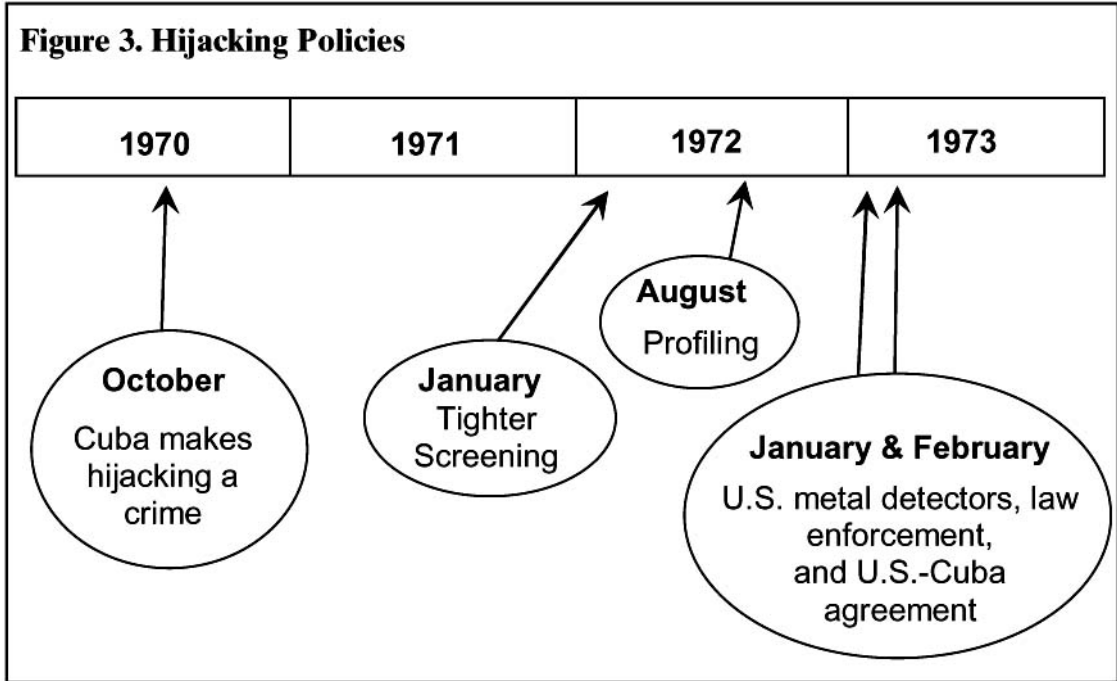 Figure 3. Hijacking Policies
1970 1971 1972 1973
October
Cuba makes
hijacking a
crime
January
Tighter
Screening
August
Profiling
January & February
U.S. metal detectors, law
enforcement,
and U.S.-Cuba
agreement